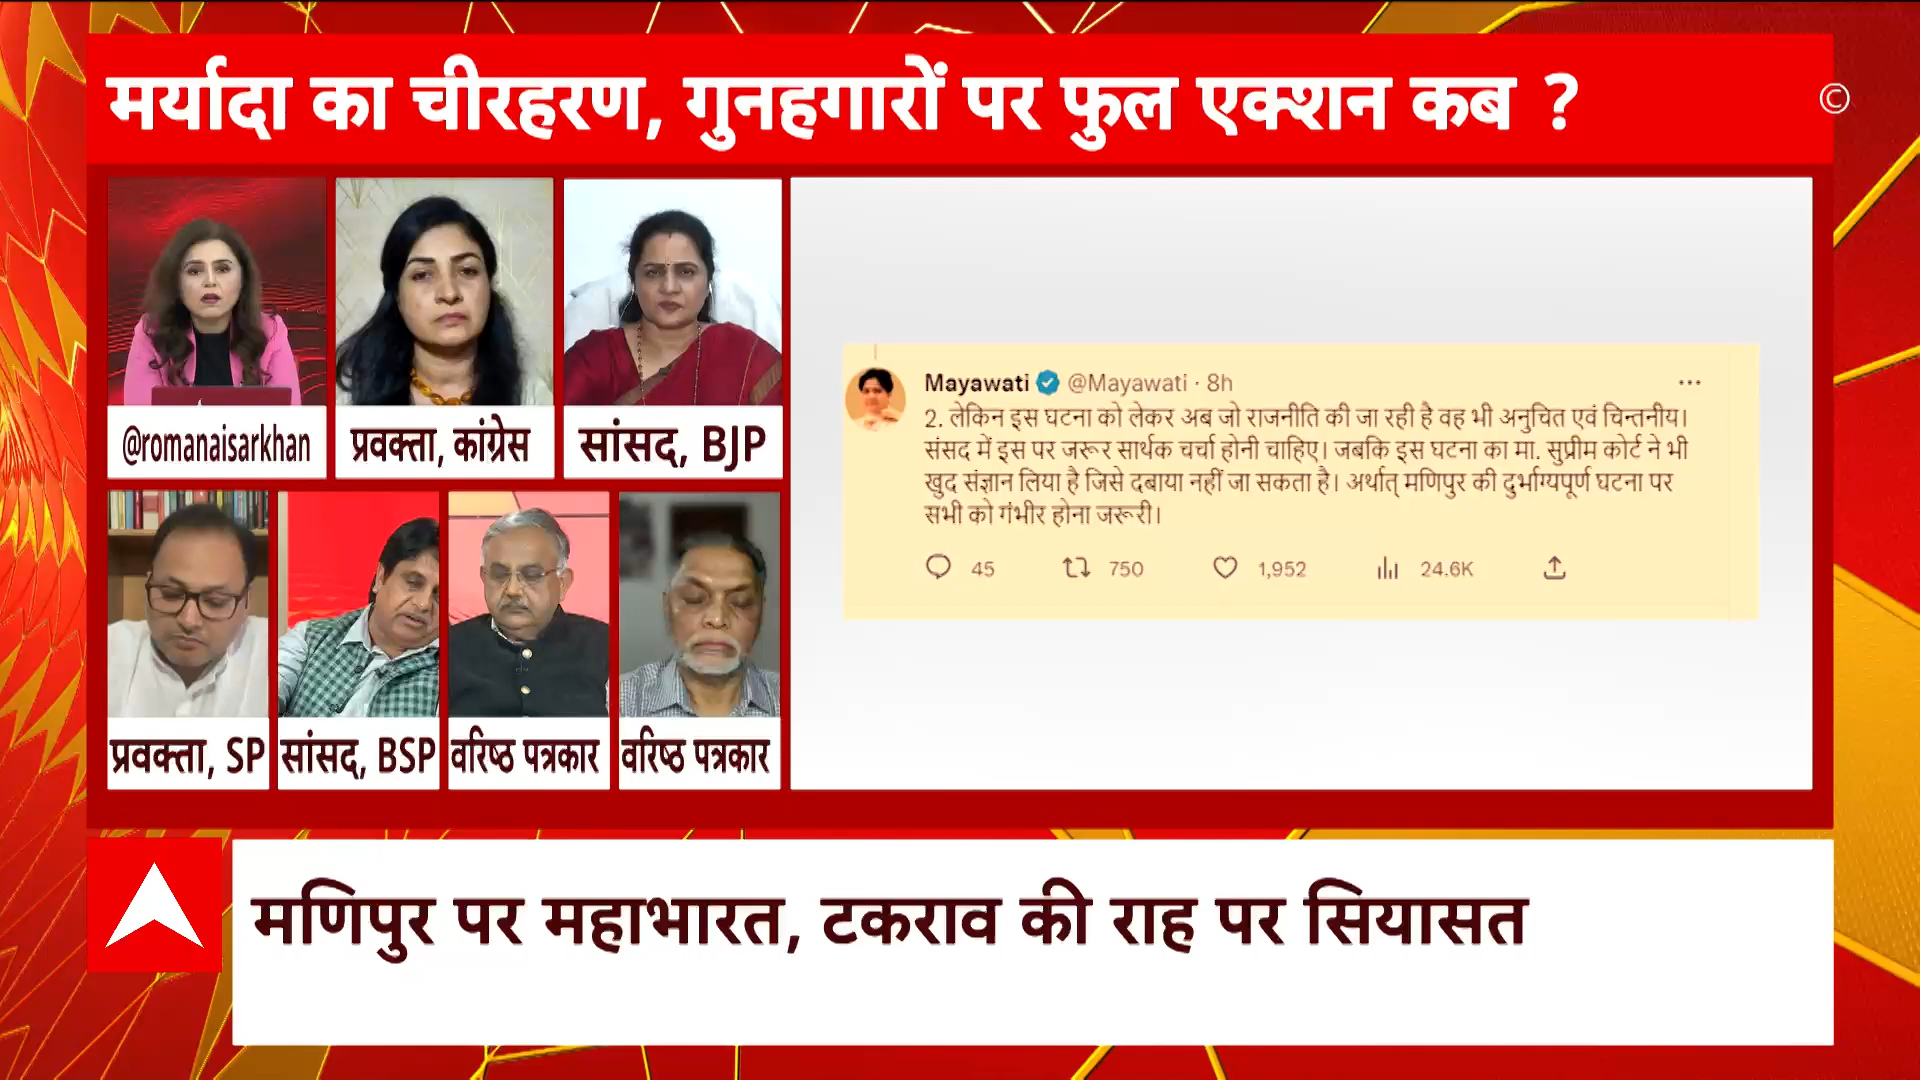 मर्यादा का चीरहरण, गुनहगारों पर फुल एक्शन कब ?
©
@romanaisarkhan
प्रवक्ता, कांग्रेस
सांसद, BJP
Mayawati @Mayawati · 8h
2. लेकिन इस घटना को लेकर अब जो राजनीति की जा रही है वह भी अनुचित एवं चिन्तनीय।
संसद में इस पर जरूर सार्थक चर्चा होनी चाहिए। जबकि इस घटना का मा. सुप्रीम कोर्ट ने भी
खुद संज्ञान लिया है जिसे दबाया नहीं जा सकता है। अर्थात् मणिपुर की दुर्भाग्यपूर्ण घटना पर
सभी को गंभीर होना जरूरी।
45 750 1,952 24.6K
प्रवक्ता, SP
सांसद, BSP
वरिष्ठ पत्रकार
वरिष्ठ पत्रकार
मणिपुर पर महाभारत, टकराव की राह पर सियासत